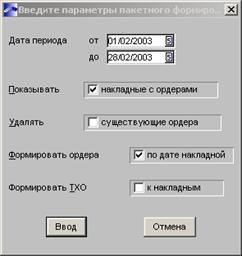 Введите параметры пакетного формиро...
Дата периода от 01/02/2003
до 28/02/2003
Показывать накладные с ордерами
Удалять существующие ордера
Формировать ордера по дате накладной
Формировать ТХО к накладным
Ввод Отмена